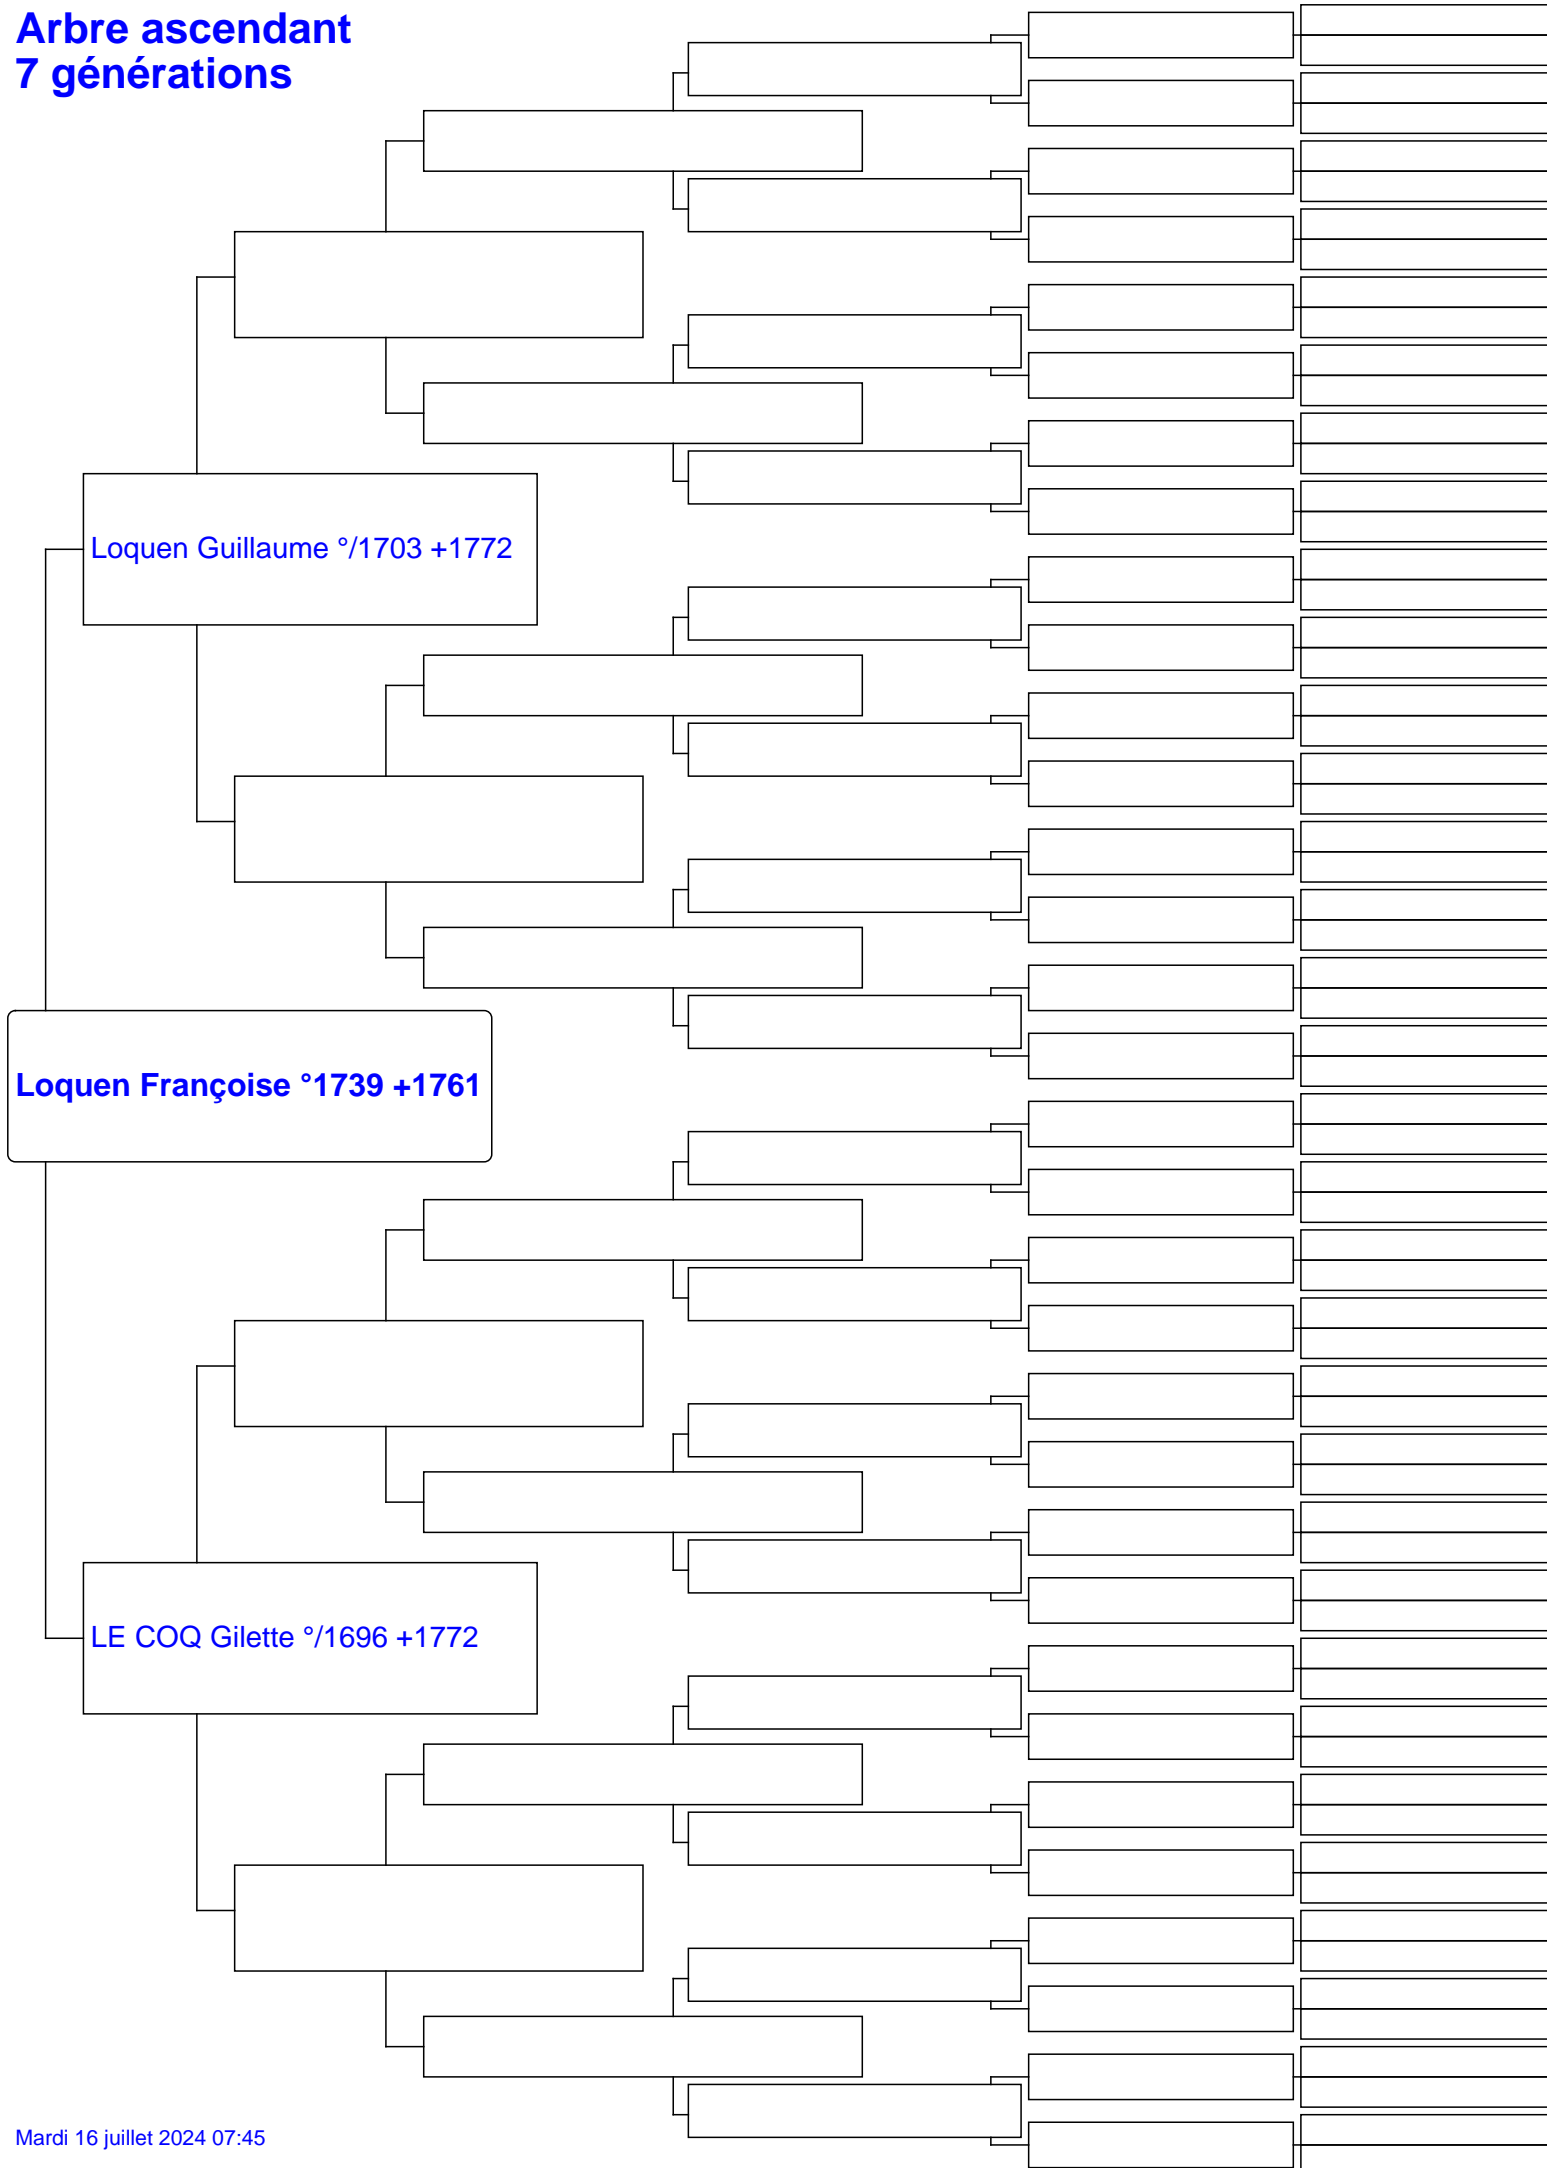 Arbre ascendant
7 générations
Loquen Guillaume °/1703 +1772
Loquen Françoise °1739 +1761
LE COQ Gilette °/1696 +1772
Mardi 16 juillet 2024 07:45